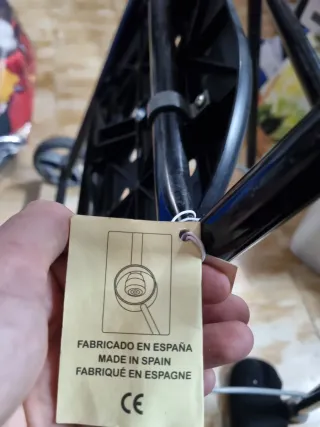 FABRICADO EN ESPAÑA
MADE IN SPAIN
FABRIQUÉ EN ESPAGNE
CE